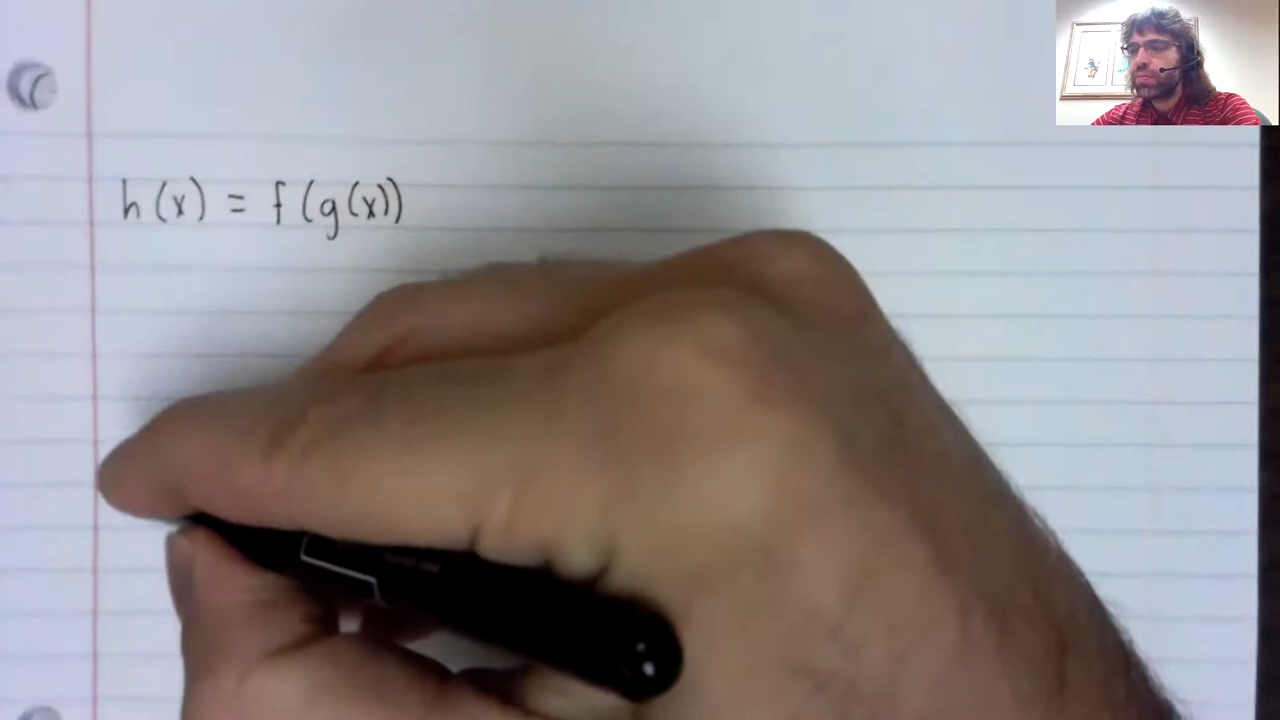 h(x) = f(g(x))